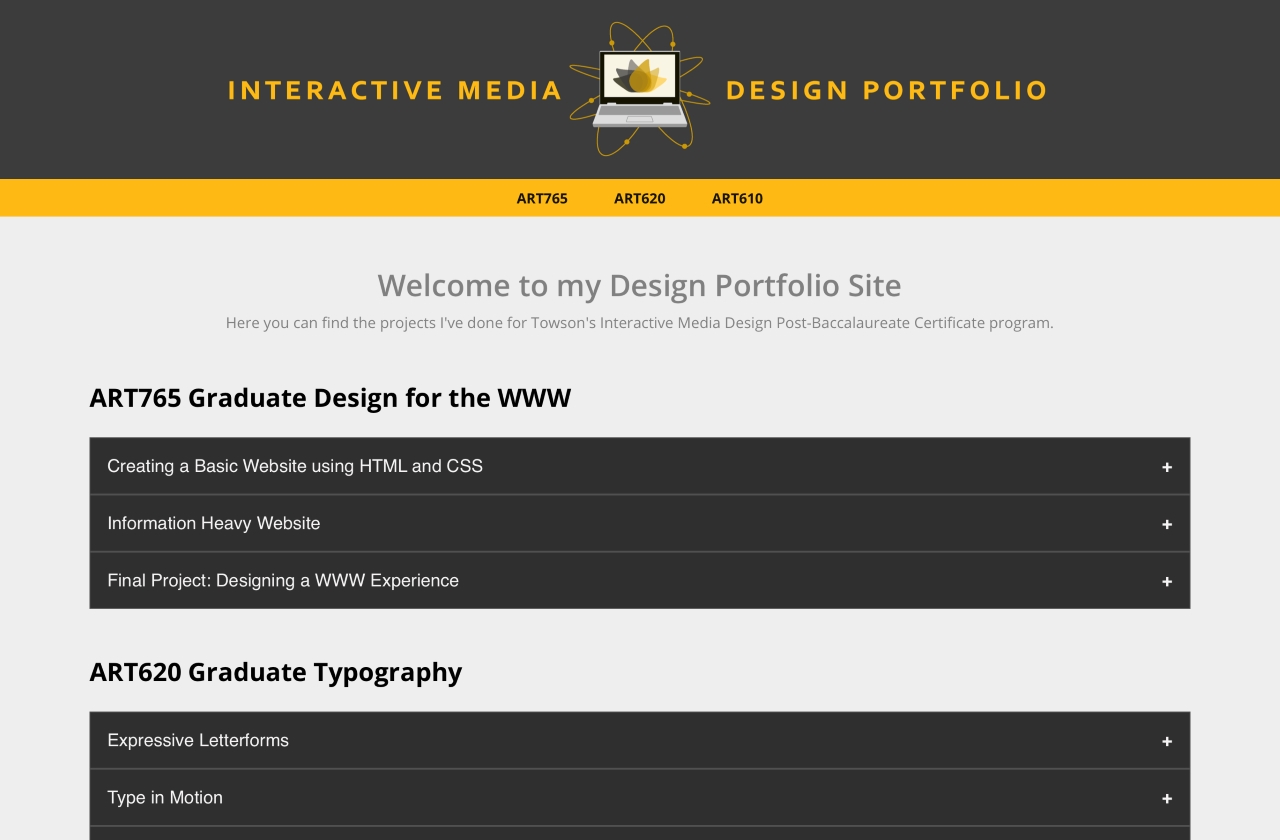 INTERACTIVE MEDIA DESIGN PORTFOLIO
ART765 ART620 ART610
Welcome to my Design Portfolio Site
Here you can find the projects I've done for Towson's Interactive Media Design Post-Baccalaureate Certificate program.
ART765 Graduate Design for the WWW
Creating a Basic Website using HTML and CSS +
Information Heavy Website +
Final Project: Designing a WWW Experience +
ART620 Graduate Typography
Expressive Letterforms +
Type in Motion +